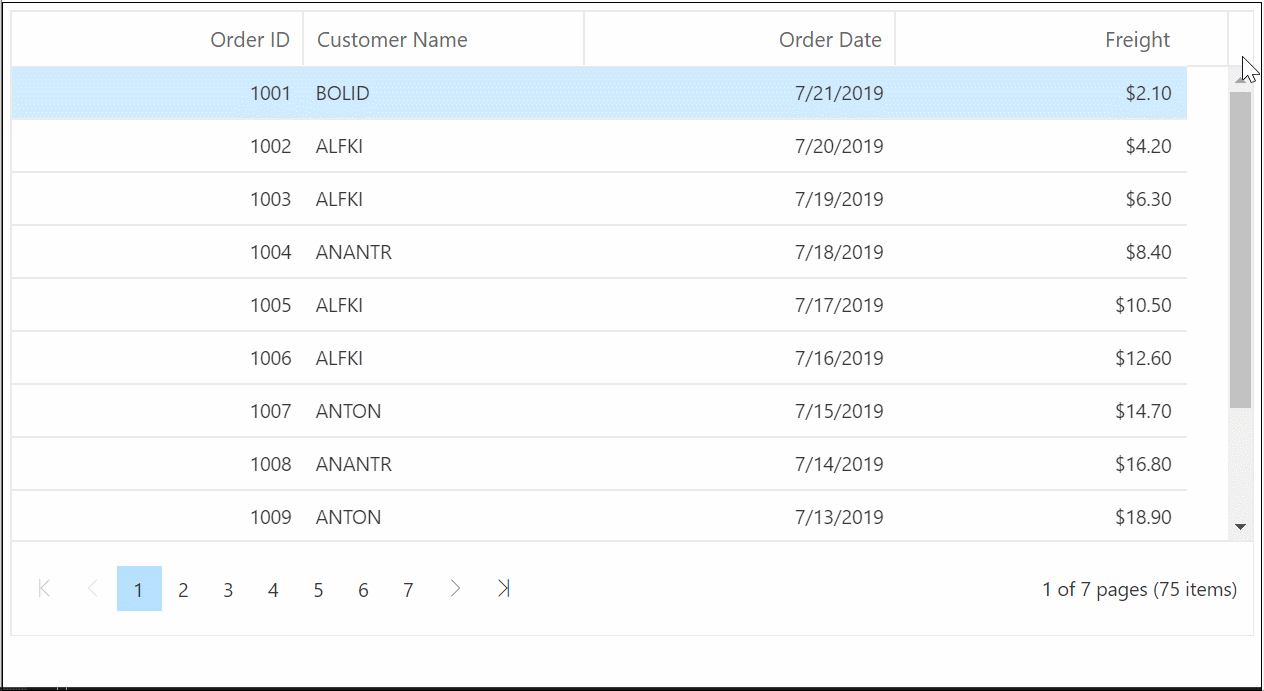 Order ID Customer Name Order Date Freight
1001 BOLID 7/21/2019 $2.10
1002 ALFKI 7/20/2019 $4.20
1003 ALFKI 7/19/2019 $6.30
1004 ANANTR 7/18/2019 $8.40
1005 ALFKI 7/17/2019 $10.50
1006 ALFKI 7/16/2019 $12.60
1007 ANTON 7/15/2019 $14.70
1008 ANANTR 7/14/2019 $16.80
1009 ANTON 7/13/2019 $18.90
1 2 3 4 5 6 7 1 of 7 pages (75 items)